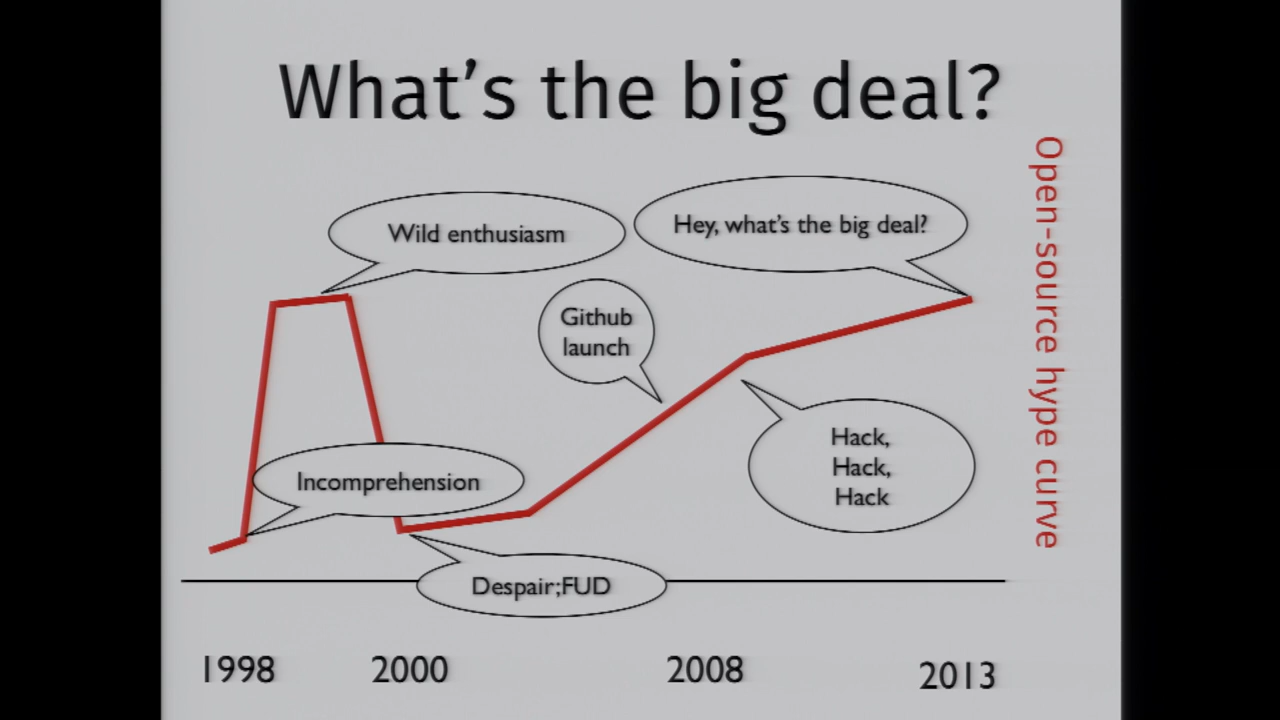 What's the big deal?
Open-source hype curve
Wild enthusiasm
Hey, what's the big deal?
Github
launch
Hack,
Hack,
Hack
Incomprehension
Despair;FUD
1998
2000
2008
2013